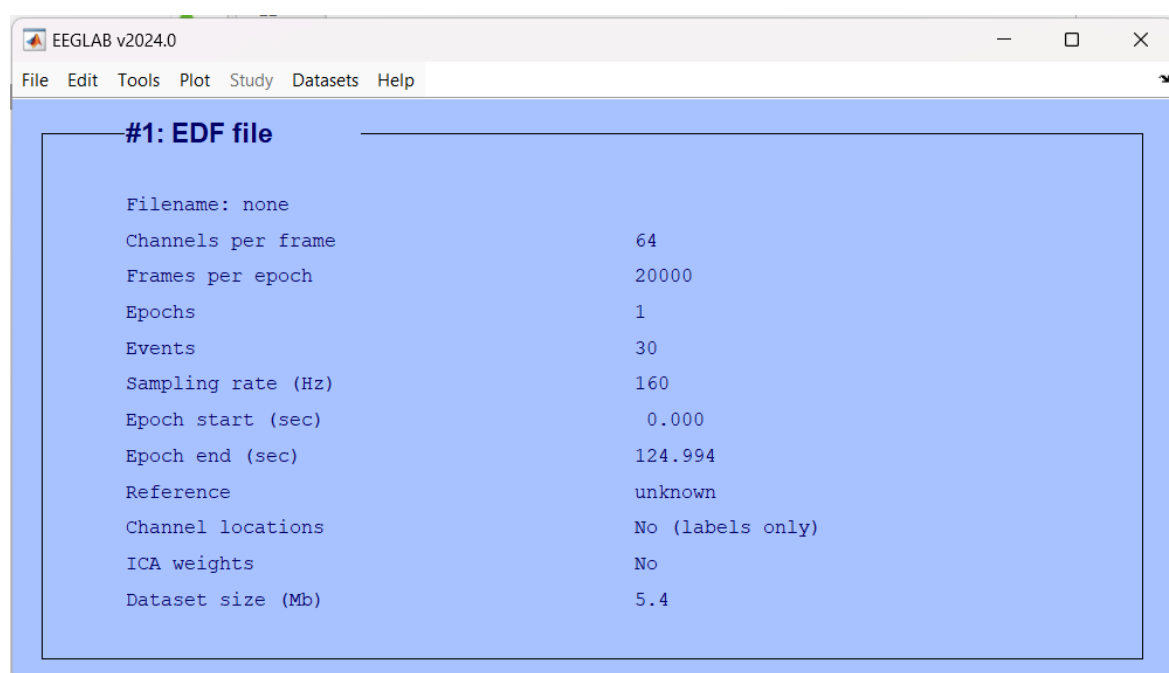 EEGLAB v2024.0
File Edit Tools Plot Study Datasets Help
#1: EDF file
Filename: none
Channels per frame 64
Frames per epoch 20000
Epochs 1
Events 30
Sampling rate (Hz) 160
Epoch start (sec) 0.000
Epoch end (sec) 124.994
Reference unknown
Channel locations No (labels only)
ICA weights No
Dataset size (Mb) 5.4